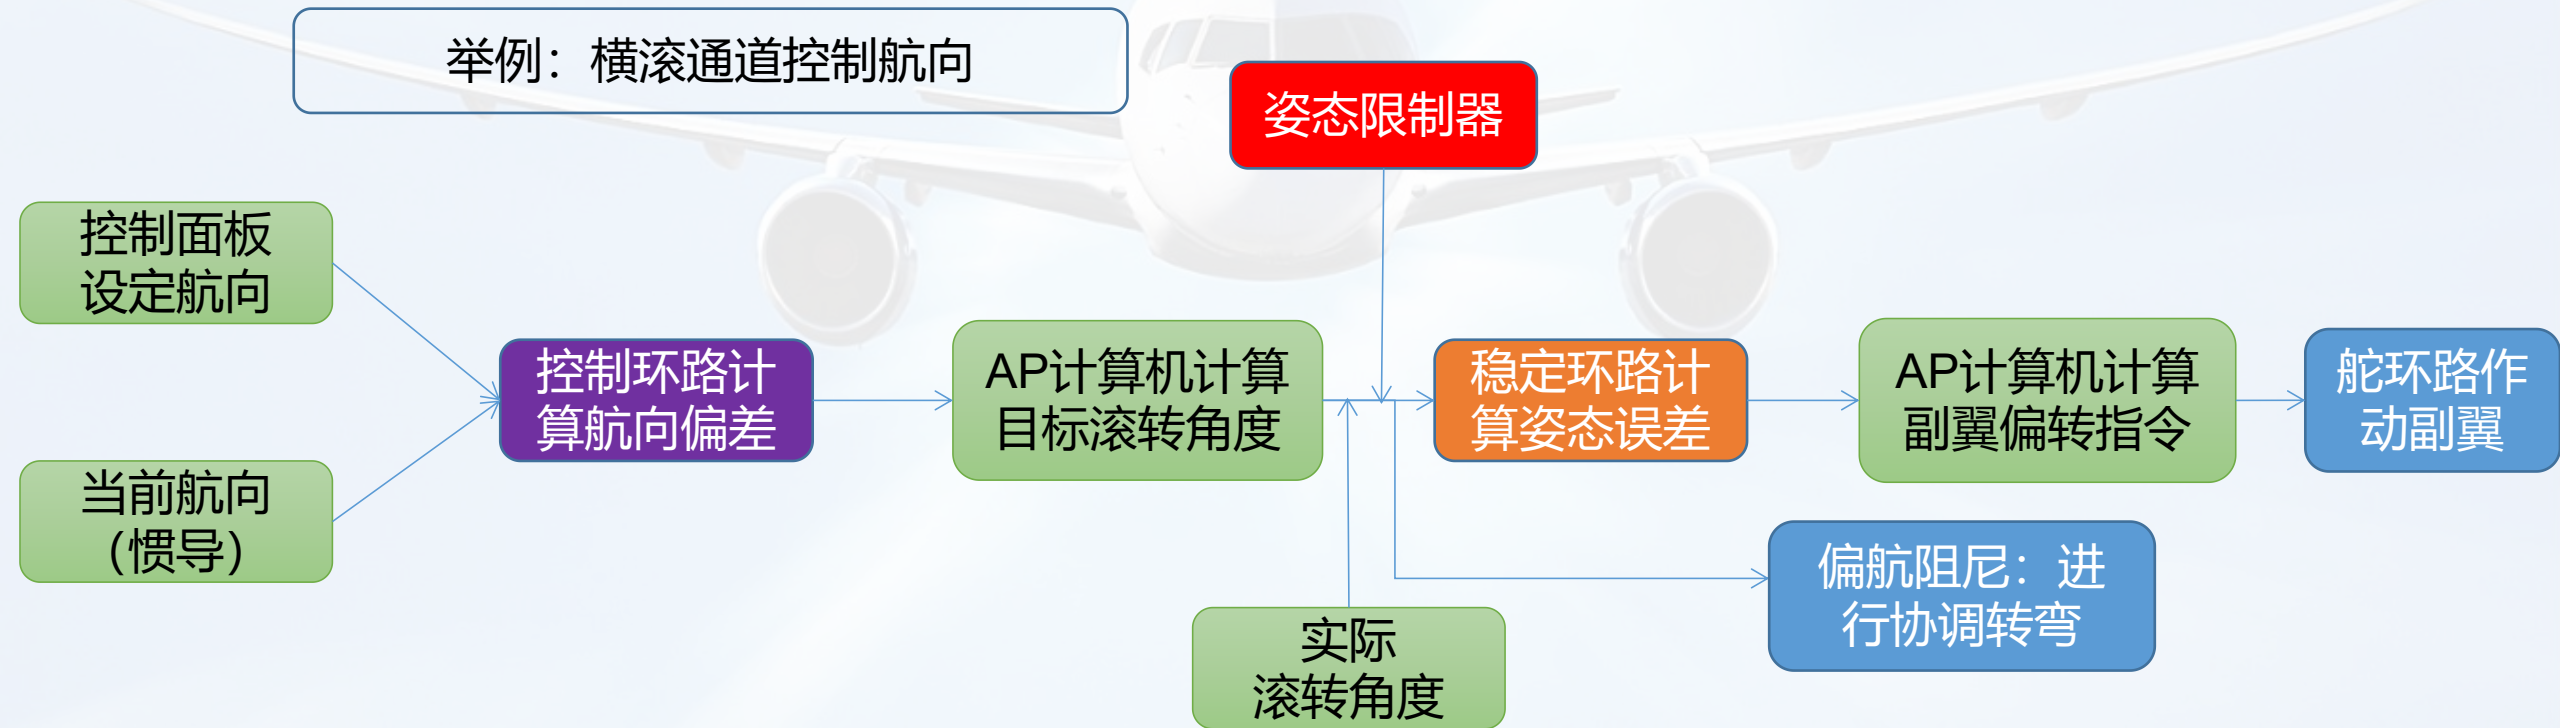 举例：横滚通道控制航向
姿态限制器
控制面板
设定航向
当前航向
(惯导)
控制环路计
算航向偏差
AP计算机计算
目标滚转角度
稳定环路计
算姿态误差
AP计算机计算
副翼偏转指令
舵环路作
动副翼
偏航阻尼：进
行协调转弯
实际
滚转角度